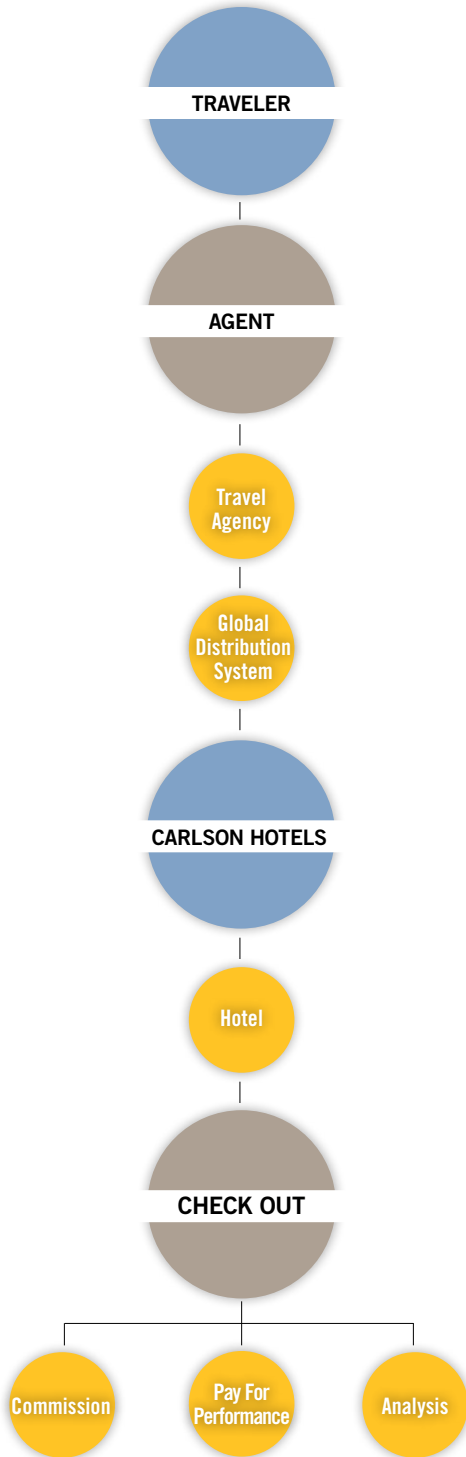 TRAVELER
AGENT
Travel
Agency
Global
Distribution
System
CARLSON HOTELS
Hotel
CHECK OUT
Commission
Pay For
Performance
Analysis